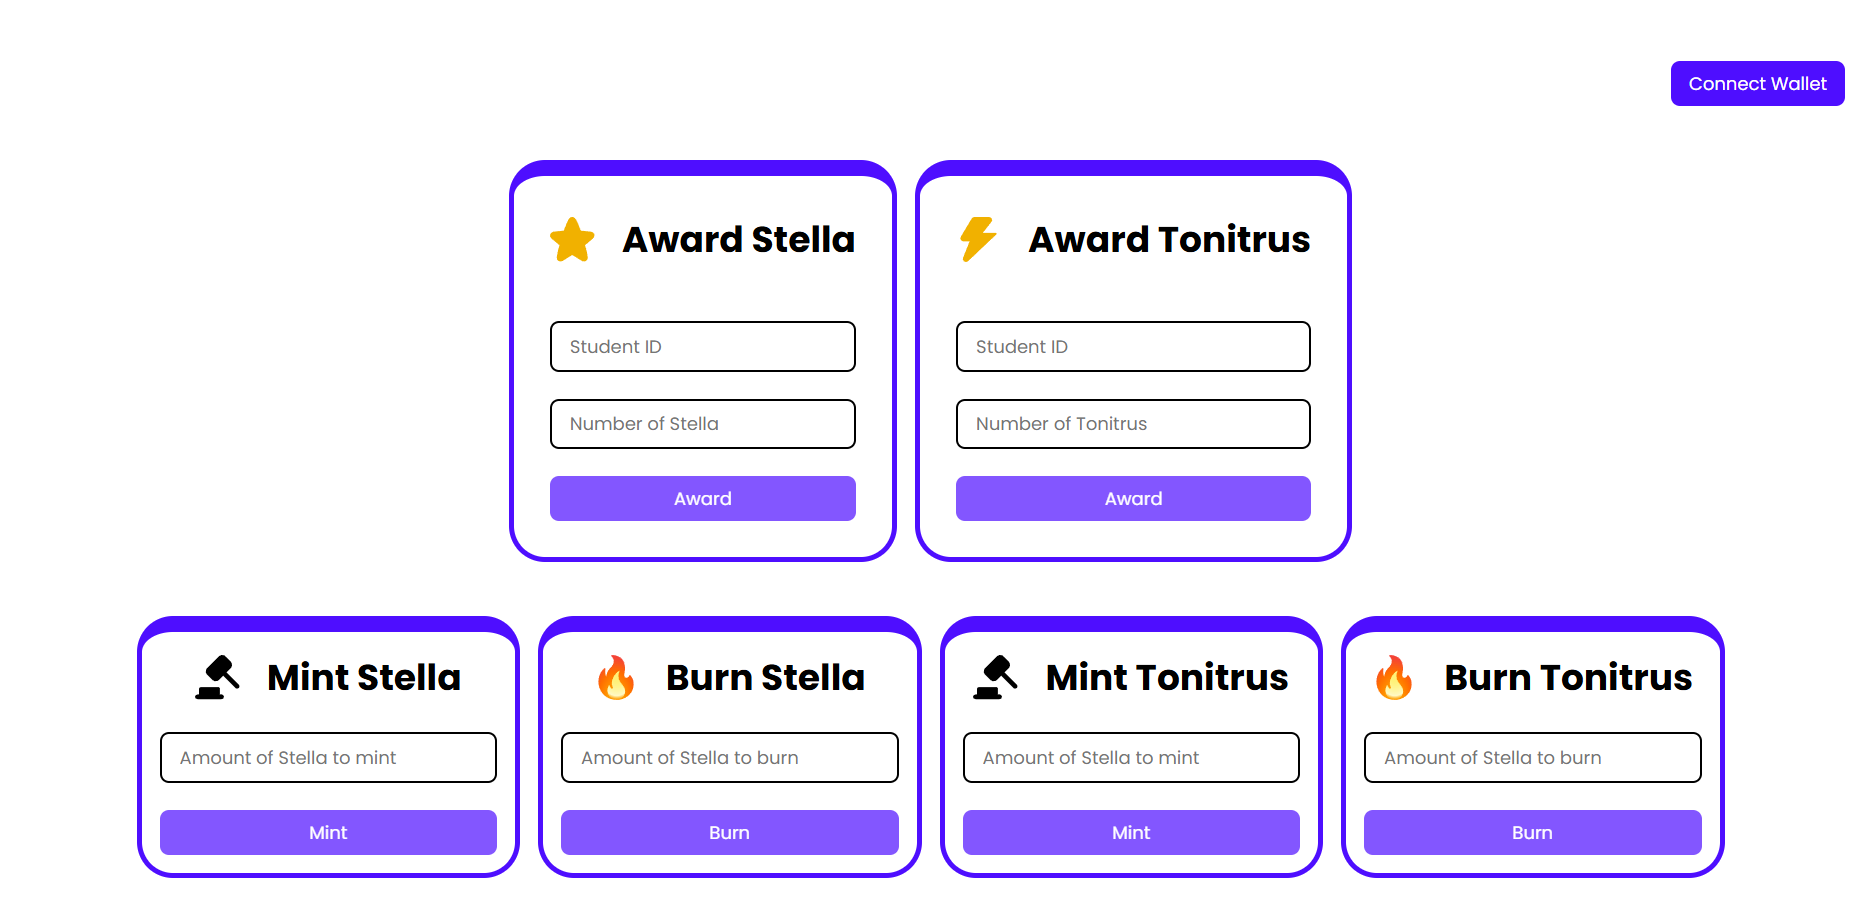 Connect Wallet
Award Stella
Student ID
Number of Stella
Award
Award Tonitrus
Student ID
Number of Tonitrus
Award
Mint Stella
Amount of Stella to mint
Mint
Burn Stella
Amount of Stella to burn
Burn
Mint Tonitrus
Amount of Stella to mint
Mint
Burn Tonitrus
Amount of Stella to burn
Burn